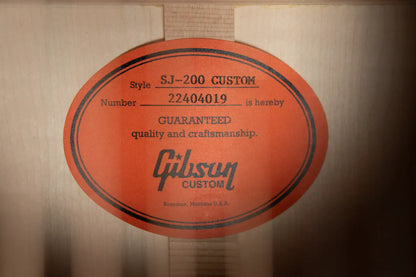 Style SJ-200 CUSTOM
Number 22404019 is hereby
GUARANTEED
quality and craftsmanship.
Gibson
CUSTOM
Bozeman, Montana U.S.A.